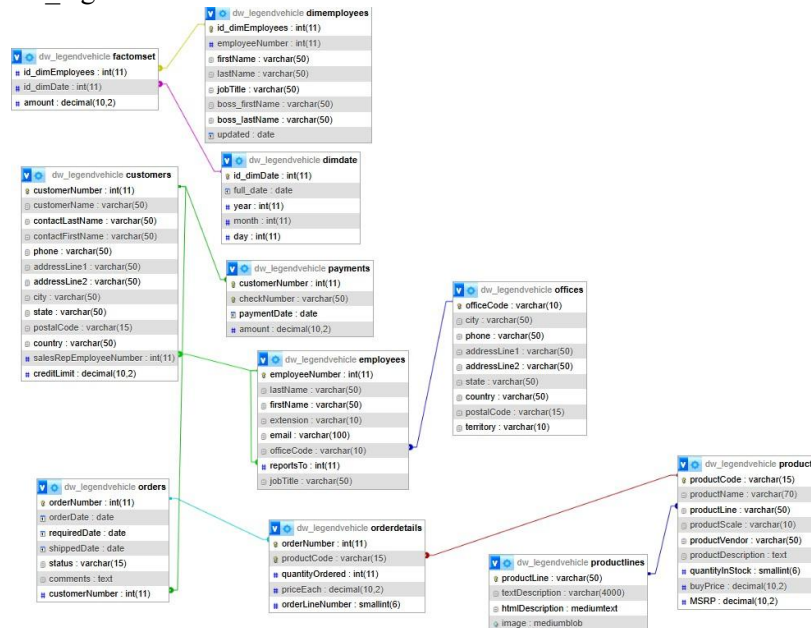 dw_legendvehicle dimemployees
id_dimEmployees : int(11)
employeeNumber : int(11)
firstName : varchar(50)
lastName : varchar(50)
jobTitle : varchar(50)
boss_firstName : varchar(50)
boss_lastName : varchar(50)
updated : date
dw_legendvehicle factomset
id_dimEmployees : int(11)
id_dimDate : int(11)
amount : decimal(10,2)
dw_legendvehicle dimdate
id_dimDate : int(11)
full_date : date
year : int(11)
month : int(11)
day : int(11)
dw_legendvehicle customers
customerNumber : int(11)
customerName : varchar(50)
contactLastName : varchar(50)
contactFirstName : varchar(50)
phone : varchar(50)
addressLine1 : varchar(50)
addressLine2 : varchar(50)
city : varchar(50)
state : varchar(50)
postalCode : varchar(15)
country : varchar(50)
salesRepEmployeeNumber : int(11)
creditLimit : decimal(10,2)
dw_legendvehicle payments
customerNumber : int(11)
checkNumber : varchar(50)
paymentDate : date
amount : decimal(10,2)
dw_legendvehicle offices
officeCode : varchar(10)
city : varchar(50)
phone : varchar(50)
addressLine1 : varchar(50)
addressLine2 : varchar(50)
state : varchar(50)
country : varchar(50)
postalCode : varchar(15)
territory : varchar(10)
dw_legendvehicle employees
employeeNumber : int(11)
lastName : varchar(50)
firstName : varchar(50)
extension : varchar(10)
email : varchar(100)
officeCode : varchar(10)
reportsTo : int(11)
jobTitle : varchar(50)
dw_legendvehicle orders
orderNumber : int(11)
orderDate : date
requiredDate : date
shippedDate : date
status : varchar(15)
comments : text
customerNumber : int(11)
dw_legendvehicle orderdetails
orderNumber : int(11)
productCode : varchar(15)
quantityOrdered : int(11)
priceEach : decimal(10,2)
orderLineNumber : smallint(6)
dw_legendvehicle product
productCode : varchar(15)
productName : varchar(70)
productLine : varchar(50)
productScale : varchar(10)
productVendor : varchar(50)
productDescription : text
quantityInStock : smallint(6)
buyPrice : decimal(10,2)
MSRP : decimal(10,2)
dw_legendvehicle productlines
productLine : varchar(50)
textDescription : varchar(4000)
htmlDescription : mediumtext
image : mediumblob